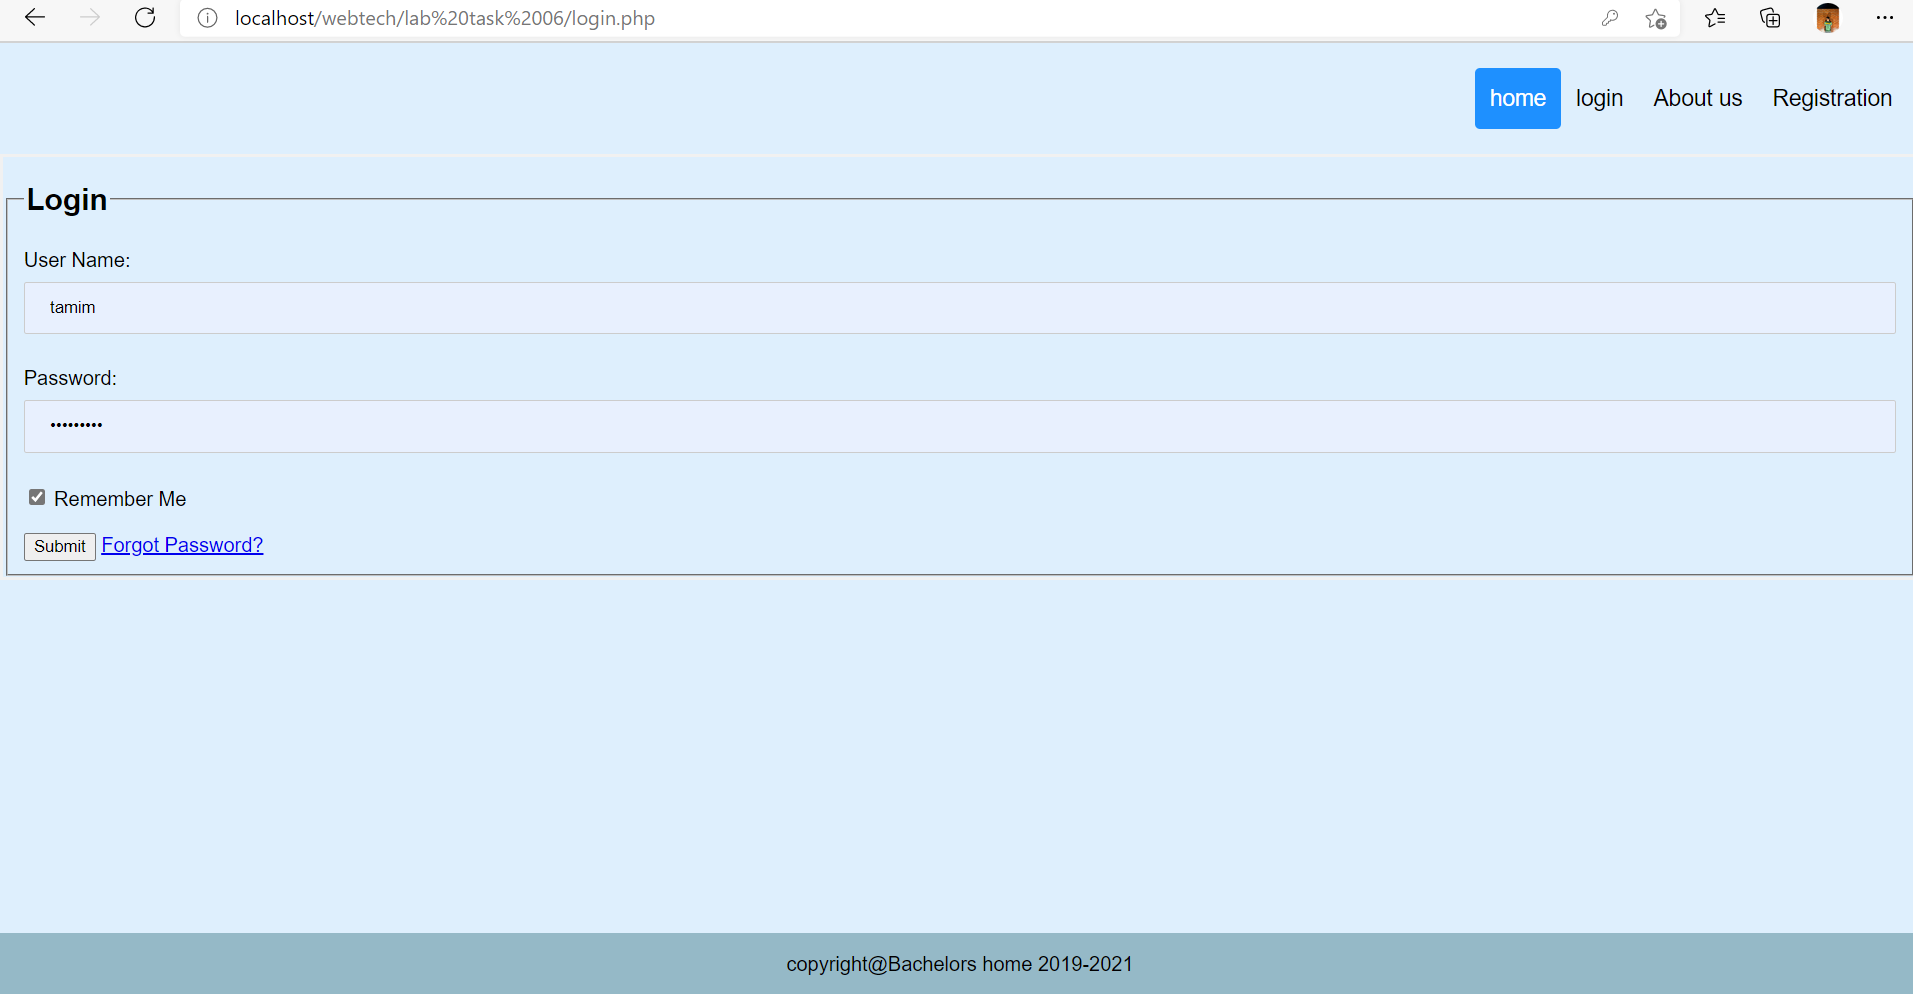 localhost/webtech/lab%20task%2006/login.php
home login About us Registration
Login
User Name:
tamim
Password:
•••••••••
Remember Me
Submit Forgot Password?
copyright@Bachelors home 2019-2021